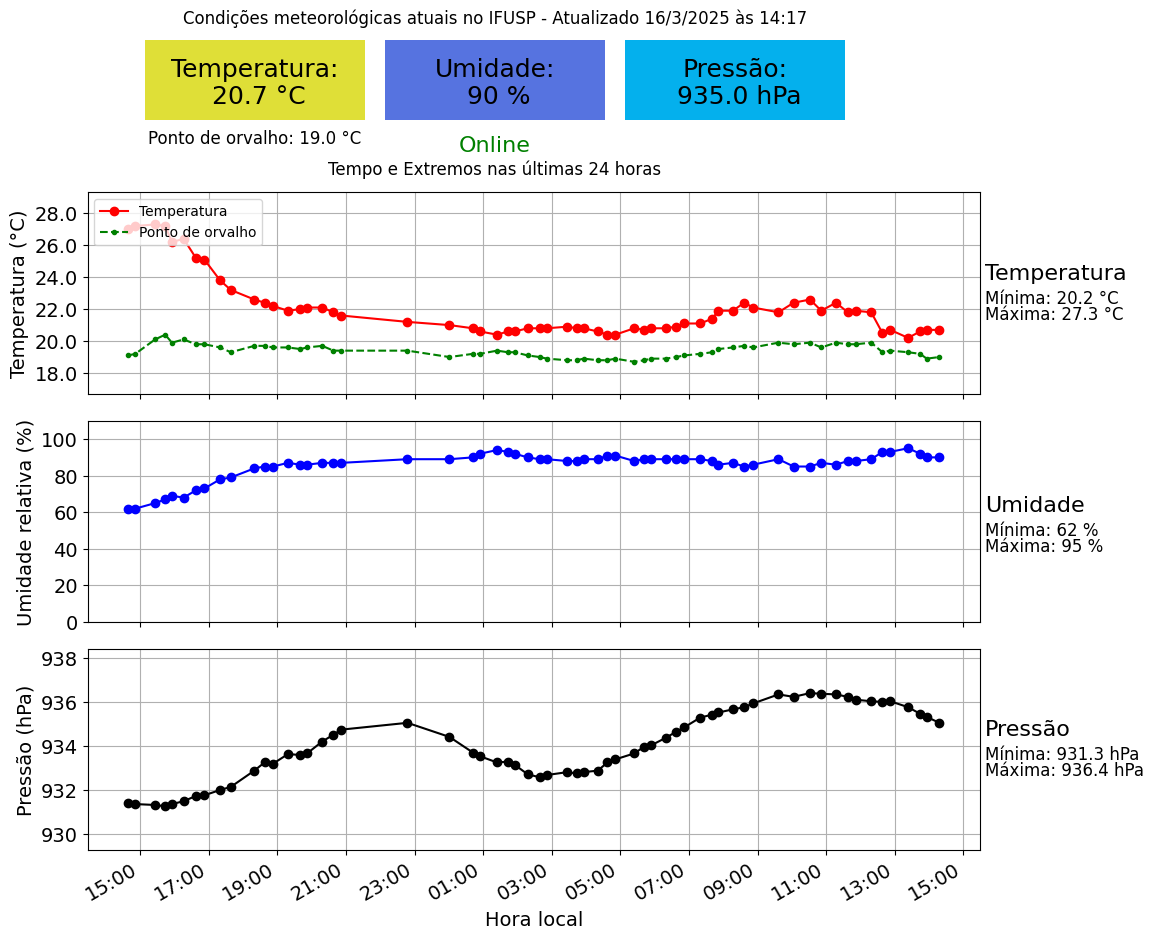 Condições meteorológicas atuais no IFUSP - Atualizado 16/3/2025 às 14:17
Temperatura:
20.7 °C
Umidade:
90 %
Pressão:
935.0 hPa
Ponto de orvalho: 19.0 °C
Online
Tempo e Extremos nas últimas 24 horas
Temperatura (°C)
28.0
26.0
24.0
22.0
20.0
18.0
Temperatura
Ponto de orvalho
Temperatura
Mínima: 20.2 °C
Máxima: 27.3 °C
Umidade relativa (%)
100
80
60
40
20
0
Umidade
Mínima: 62 %
Máxima: 95 %
Pressão (hPa)
938
936
934
932
930
Pressão
Mínima: 931.3 hPa
Máxima: 936.4 hPa
15:00
17:00
19:00
21:00
23:00
01:00
03:00
05:00
07:00
09:00
11:00
13:00
15:00
Hora local